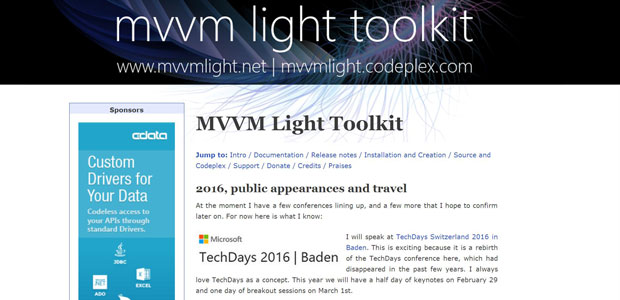 mvvm light toolkit
www.mvvmlight.net | mvvmlight.codeplex.com
Sponsors
cdata
Custom
Drivers for
Your Data
Codeless access to
your APIs through
standard Drivers.
JDBC
ADO
EXCEL
MVVM Light Toolkit
Jump to: Intro / Documentation / Release notes / Installation and Creation / Source and
Codeplex / Support / Donate / Credits / Praises
2016, public appearances and travel
At the moment I have a few conferences lining up, and a few more that I hope to confirm
later on. For now here is what I know:
Microsoft
TechDays 2016 | Baden
I will speak at TechDays Switzerland 2016 in
Baden. This is exciting because it is a rebirth
of the TechDays conference here, which had
disappeared in the past few years. I always
love TechDays as a concept. This year we will have a half day of keynotes on February 29
and one day of breakout sessions on March 1st.